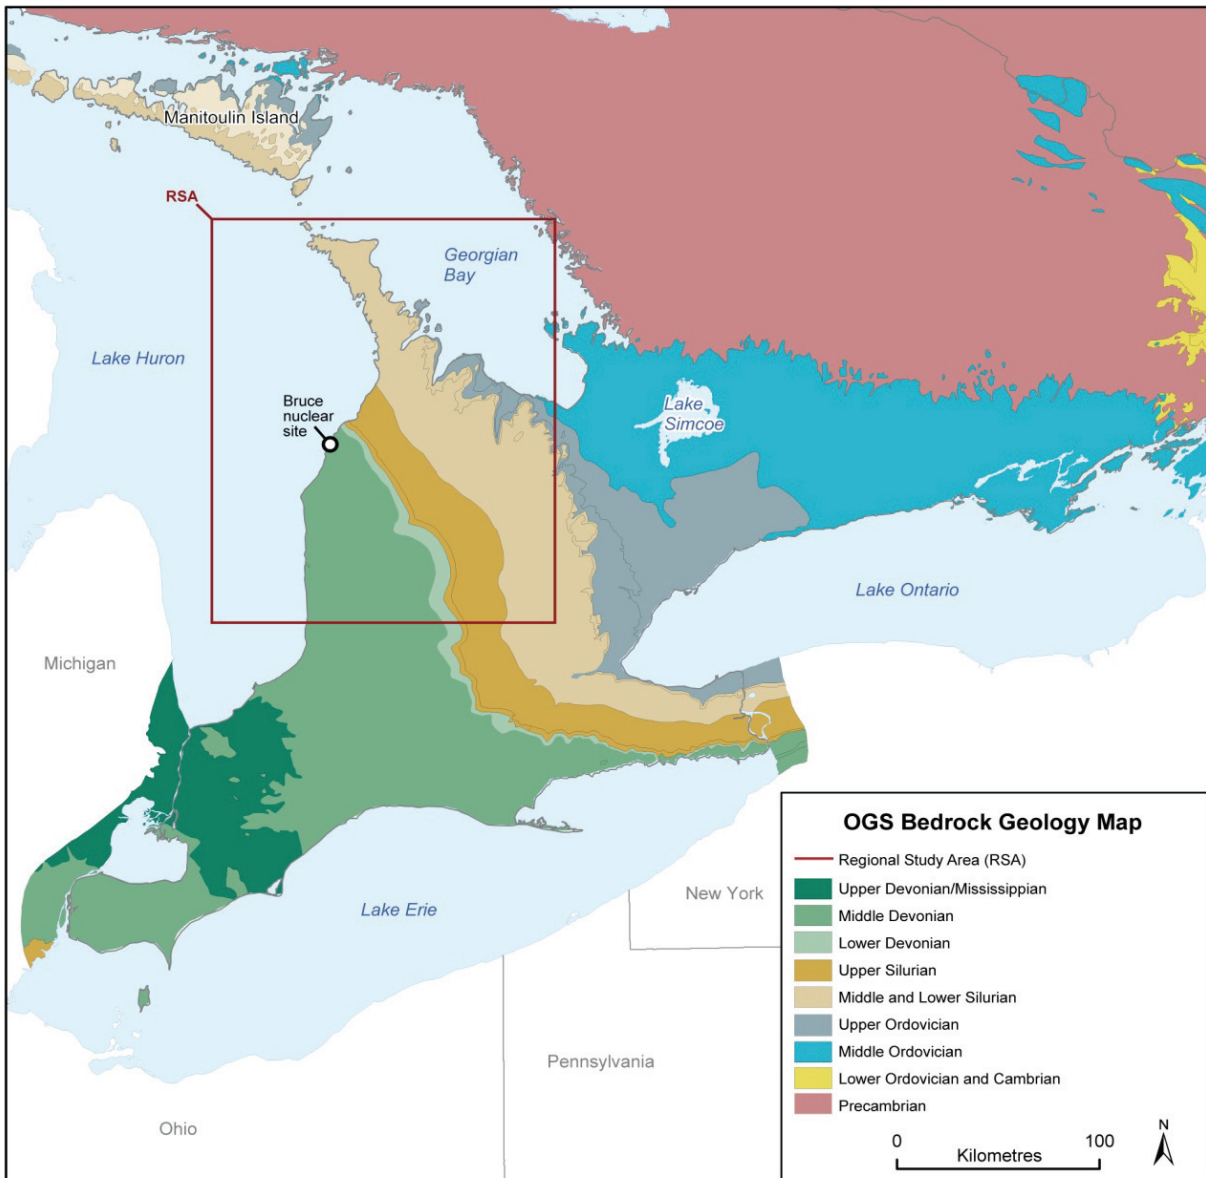 Manitoulin Island
RSA
Georgian
Bay
Lake Huron
Bruce
nuclear
site
Lake
Simcoe
Lake Ontario
Michigan
Lake Erie
New York
Pennsylvania
Ohio
OGS Bedrock Geology Map
Regional Study Area (RSA)
Upper Devonian/Mississippian
Middle Devonian
Lower Devonian
Upper Silurian
Middle and Lower Silurian
Upper Ordovician
Middle Ordovician
Lower Ordovician and Cambrian
Precambrian
0 100
Kilometres
N